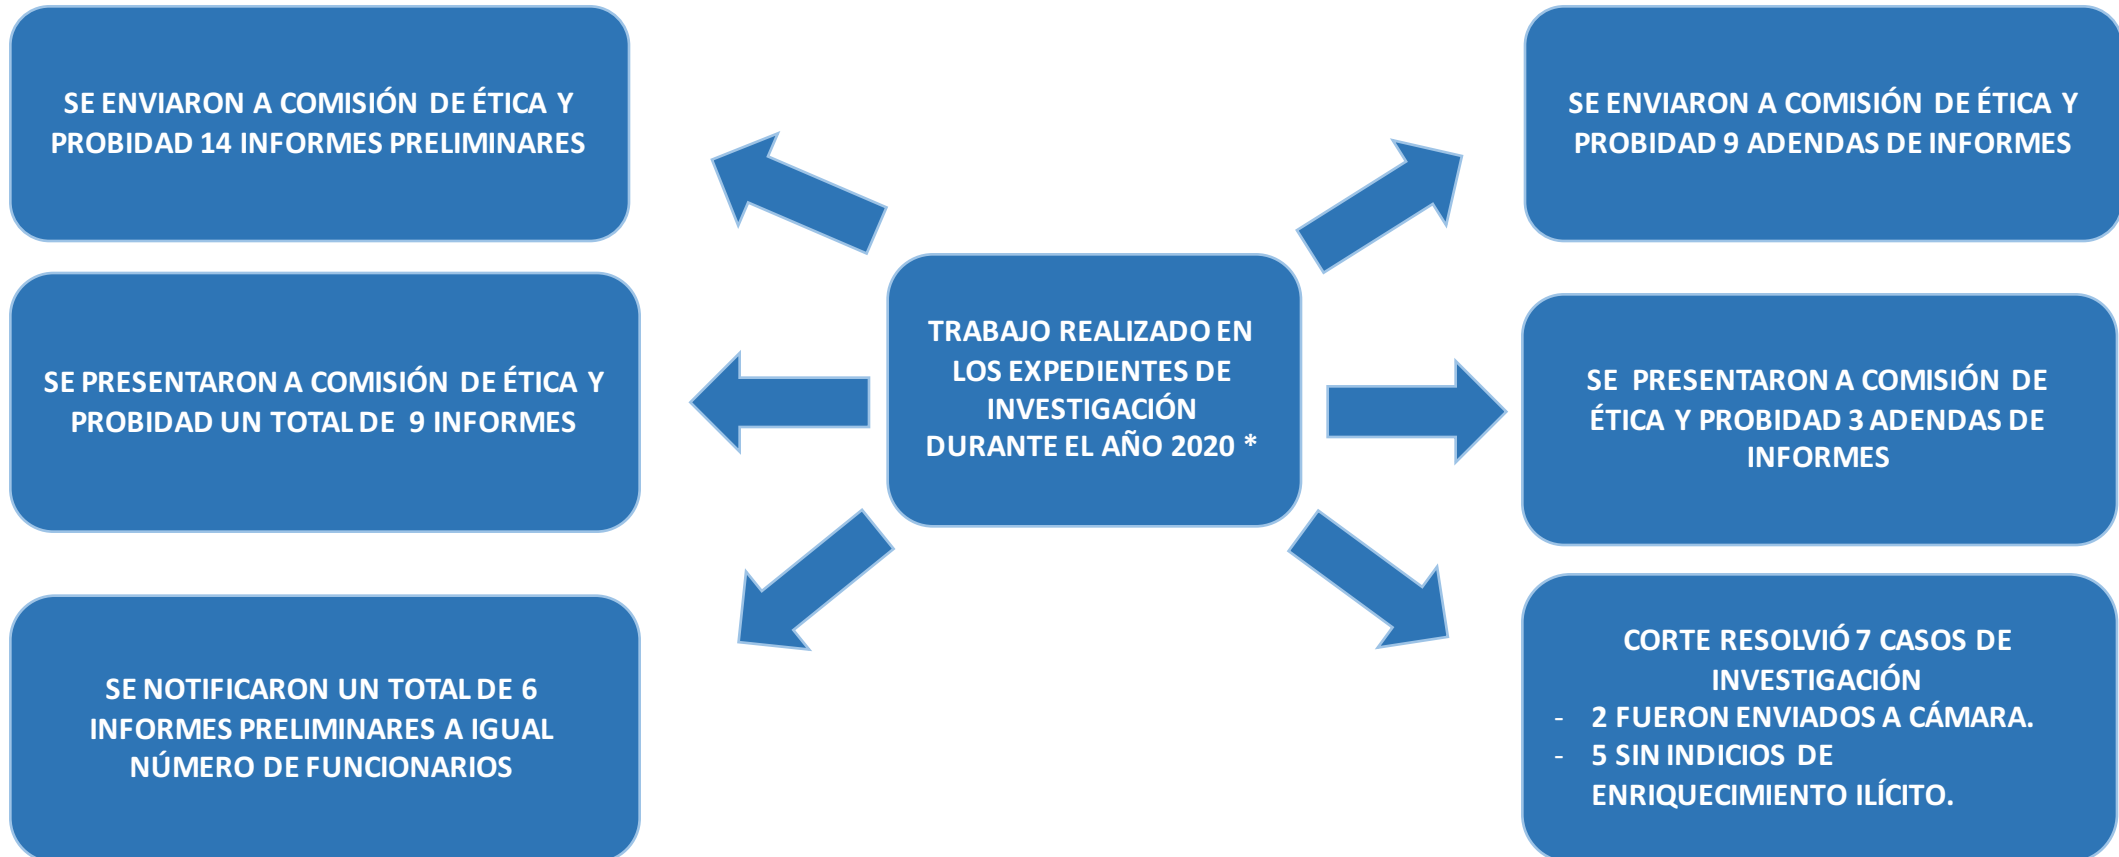 SE ENVIARON A COMISIÓN DE ÉTICA Y
PROBIDAD 14 INFORMES PRELIMINARES
SE PRESENTARON A COMISIÓN DE ÉTICA Y
PROBIDAD UN TOTAL DE 9 INFORMES
SE NOTIFICARON UN TOTAL DE 6
INFORMES PRELIMINARES A IGUAL
NÚMERO DE FUNCIONARIOS
TRABAJO REALIZADO EN
LOS EXPEDIENTES DE
INVESTIGACIÓN
DURANTE EL AÑO 2020 *
SE ENVIARON A COMISIÓN DE ÉTICA Y
PROBIDAD 9 ADENDAS DE INFORMES
SE PRESENTARON A COMISIÓN DE
ÉTICA Y PROBIDAD 3 ADENDAS DE
INFORMES
CORTE RESOLVIÓ 7 CASOS DE
INVESTIGACIÓN
- 2 FUERON ENVIADOS A CÁMARA.
- 5 SIN INDICIOS DE
ENRIQUECIMIENTO ILÍCITO.